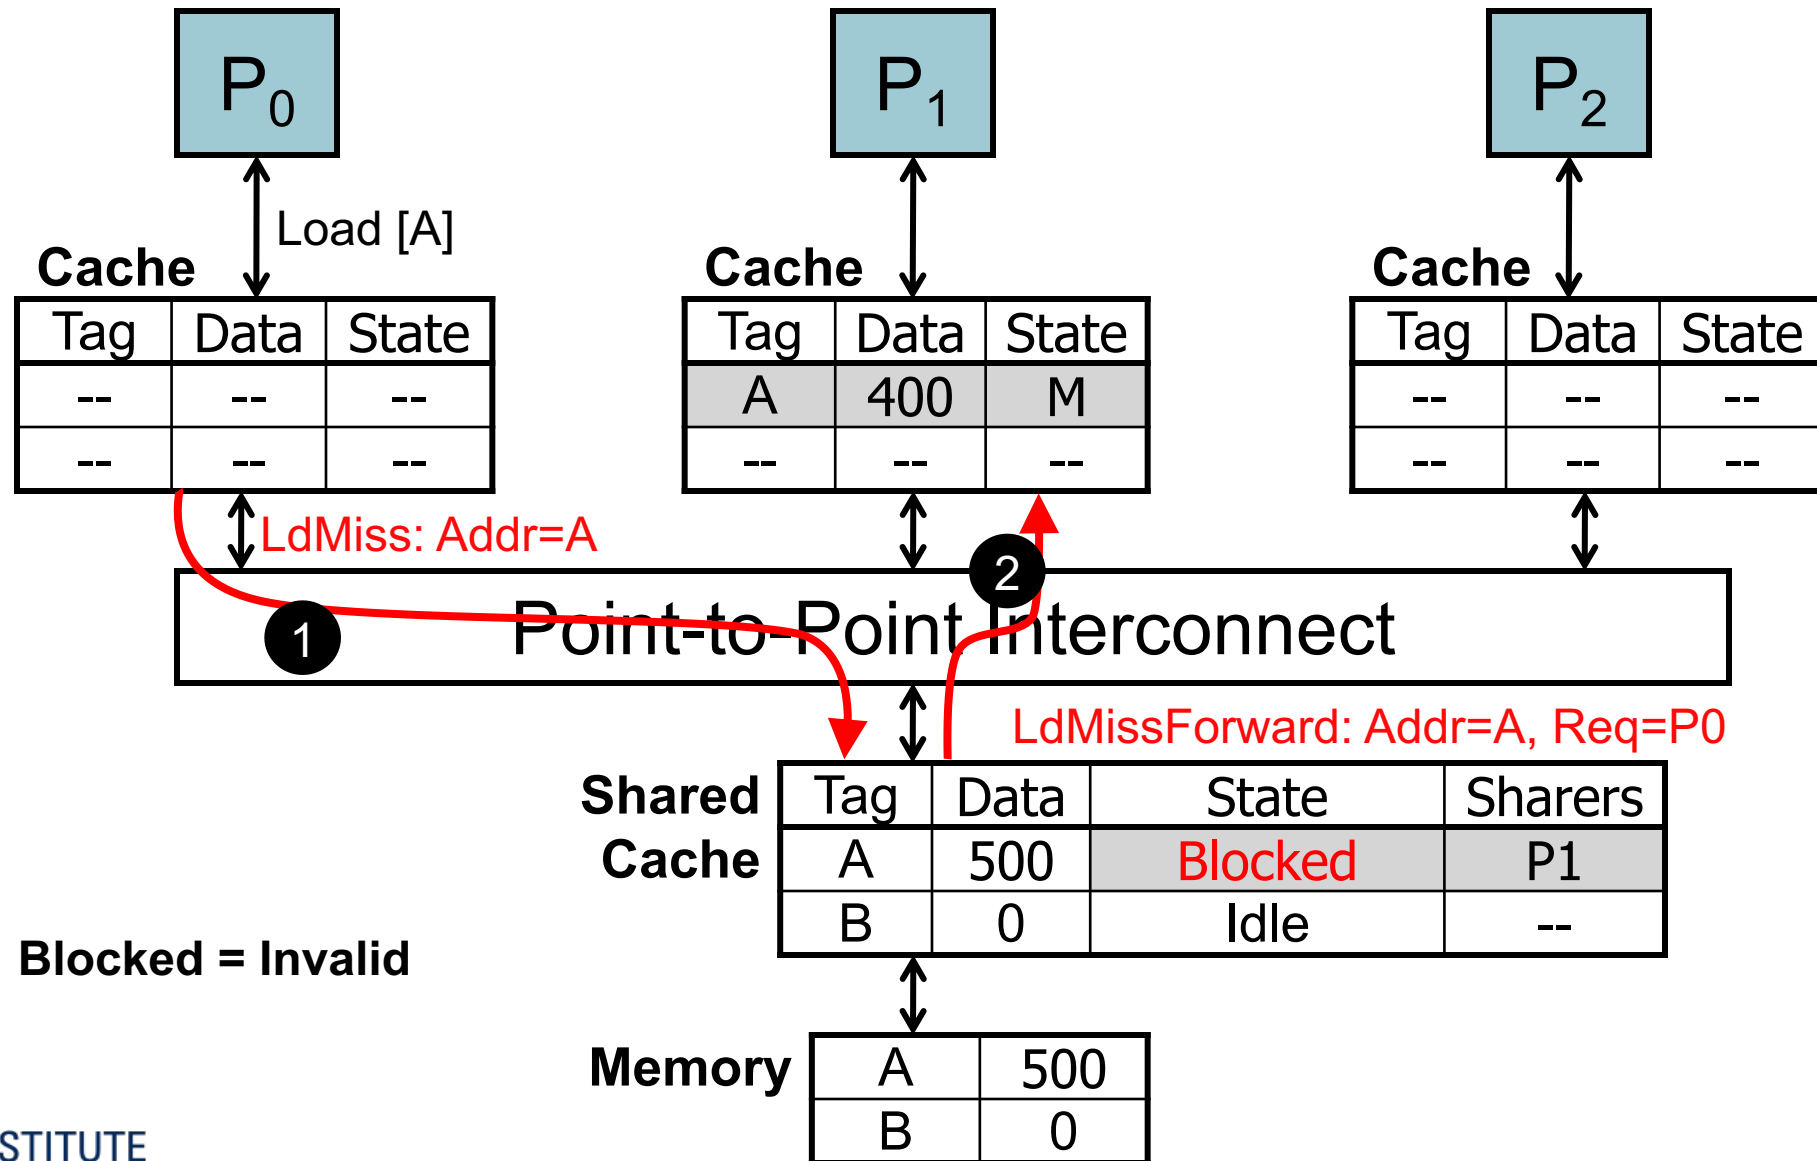 P0 P1 P2
Load [A]
Cache Cache Cache
Tag Data State Tag Data State Tag Data State
-- -- -- A 400 M -- -- --
-- -- -- -- -- -- -- -- --
LdMiss: Addr=A
2
1 Point-to-Point Interconnect
LdMissForward: Addr=A, Req=P0
Shared Tag Data State Sharers
Cache A 500 Blocked P1
B 0 Idle --
Blocked = Invalid
Memory A 500
B 0
STITUTE